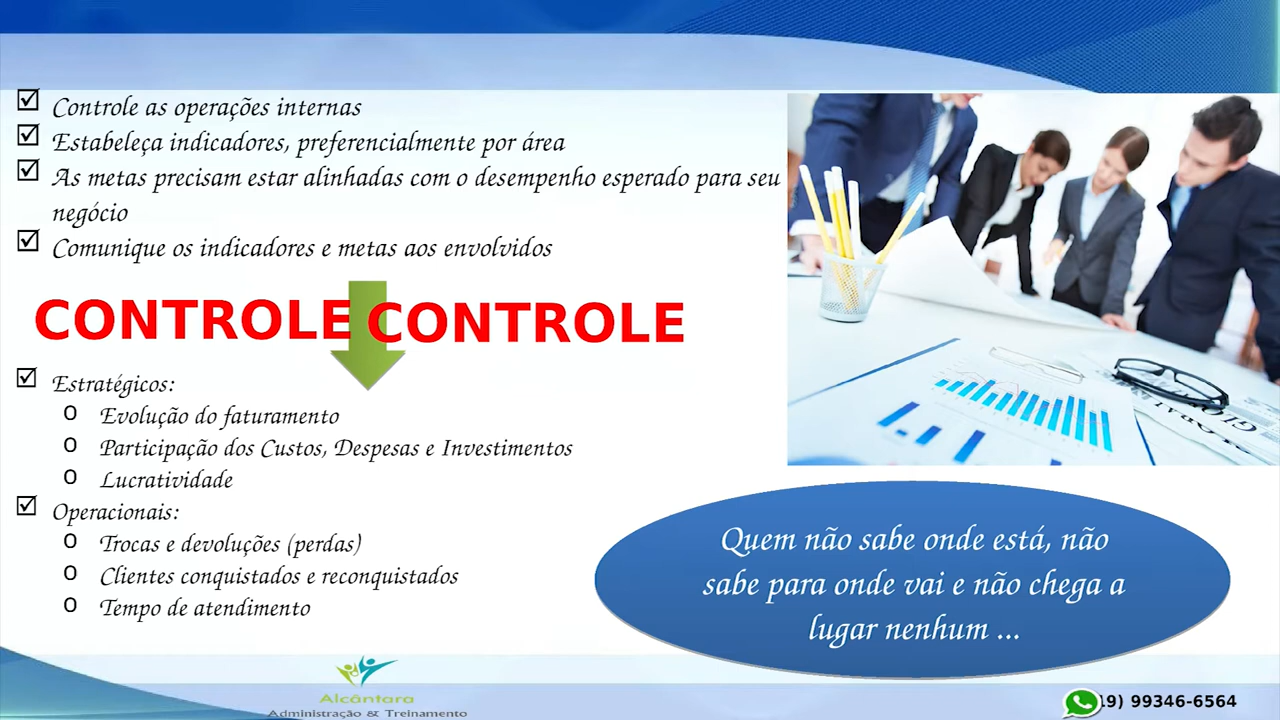 Controle as operações internas
Estabeleça indicadores, preferencialmente por área
As metas precisam estar alinhadas com o desempenho esperado para seu
negócio
Comunique os indicadores e metas aos envolvidos
CONTROLE CONTROLE
Estratégicos:
o Evolução do faturamento
o Participação dos Custos, Despesas e Investimentos
o Lucratividade
Operacionais:
o Trocas e devoluções (perdas)
o Clientes conquistados e reconquistados
o Tempo de atendimento
Quem não sabe onde está, não
sabe para onde vai e não chega a
lugar nenhum ...
Alcântara
Administração & Treinamento
19) 99346-6564